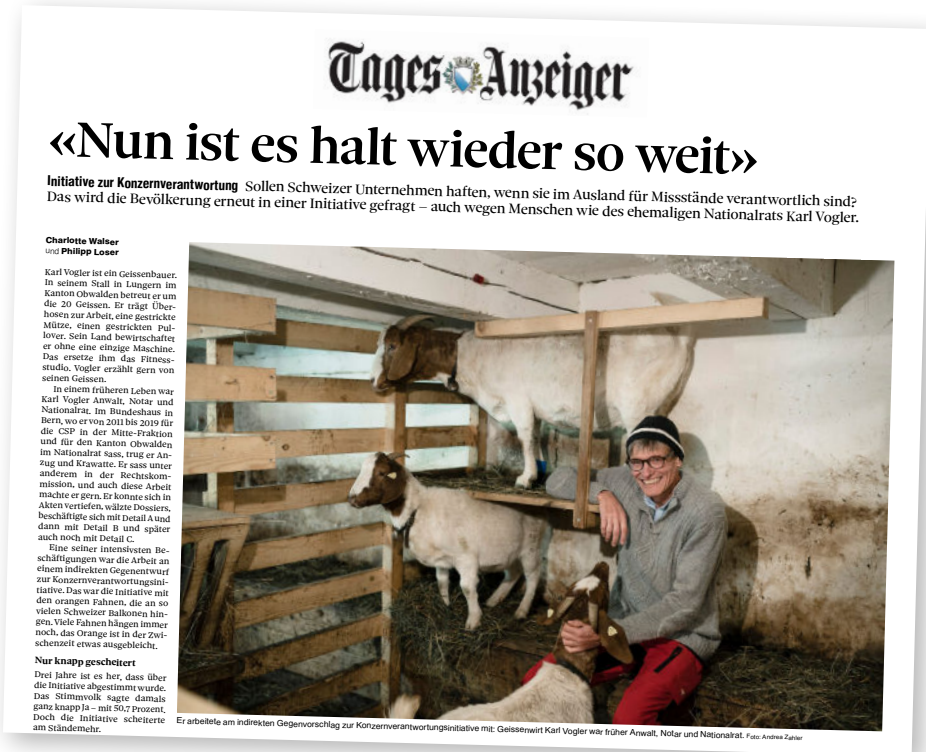 Tages Anzeiger
«Nun ist es halt wieder so weit»
Initiative zur Konzernverantwortung Sollen Schweizer Unternehmen haften, wenn sie im Ausland für Missstände verantwortlich sind?
Das wird die Bevölkerung erneut in einer Initiative gefragt – auch wegen Menschen wie des ehemaligen Nationalrats Karl Vogler.
Charlotte Walser
und Philipp Loser
Karl Vogler ist ein Geissenbauer.
In seinem Stall in Lungern im
Kanton Obwalden betreut er um
die 20 Geissen. Er trägt Über-
hosen zur Arbeit, eine gestrickte
Mütze, einen gestrickten Pul-
lover. Sein Land bewirtschaftet
er ohne eine einzige Maschine.
Das ersetze ihm das Fitness-
studio. Vogler erzählt gern von
seinen Geissen.
In einem früheren Leben war
Karl Vogler Anwalt, Notar und
Nationalrat. Im Bundeshaus in
Bern, wo er von 2011 bis 2019 für
die CSP in der Mitte-Fraktion
und für den Kanton Obwalden
im Nationalrat sass, trug er An-
zug und Krawatte. Er sass unter
anderem in der Rechtskom-
mission, und auch diese Arbeit
machte er gern. Er konnte sich in
Akten vertiefen, wälzte Dossiers,
beschäftigte sich mit Detail A und
dann mit Detail B und später
auch noch mit Detail C.
Eine seiner intensivsten Be-
schäftigungen war die Arbeit an
einem indirekten Gegenentwurf
zur Konzernverantwortungsini-
tiative. Das war die Initiative mit
den orangen Fahnen, die an so
vielen Schweizer Balkonen hin-
gen. Viele Fahnen hängen immer
noch, das Orange ist in der Zwi-
schenzeit etwas ausgebleicht.
Nur knapp gescheitert
Drei Jahre ist es her, dass über
die Initiative abgestimmt wurde.
Das Stimmvolk sagte damals
ganz knapp Ja – mit 50,7 Prozent.
Doch die Initiative scheiterte
am Ständemehr.
Er arbeitete am indirekten Gegenvorschlag zur Konzernverantwortungsinitiative mit: Geissenwirt Karl Vogler war früher Anwalt, Notar und Nationalrat. Foto: Andrea Zahler